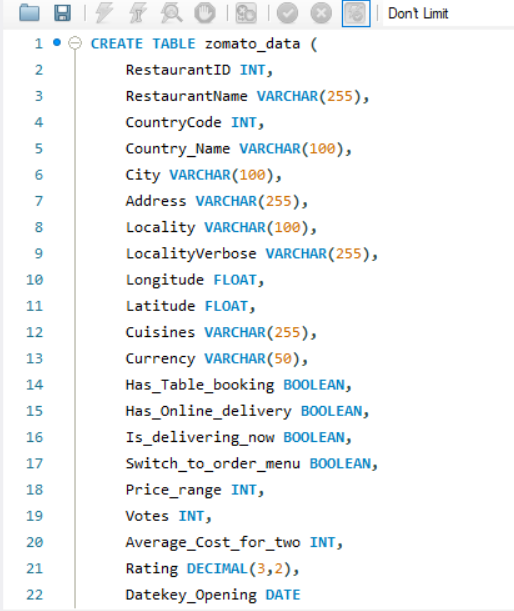 Don't Limit
1 CREATE TABLE zomato_data (
2 RestaurantID INT,
3 RestaurantName VARCHAR(255),
4 CountryCode INT,
5 Country_Name VARCHAR(100),
6 City VARCHAR(100),
7 Address VARCHAR(255),
8 Locality VARCHAR(100),
9 LocalityVerbose VARCHAR(255),
10 Longitude FLOAT,
11 Latitude FLOAT,
12 Cuisines VARCHAR(255),
13 Currency VARCHAR(50),
14 Has_Table_booking BOOLEAN,
15 Has_Online_delivery BOOLEAN,
16 Is_delivering_now BOOLEAN,
17 Switch_to_order_menu BOOLEAN,
18 Price_range INT,
19 Votes INT,
20 Average_Cost_for_two INT,
21 Rating DECIMAL(3,2),
22 Datekey_Opening DATE